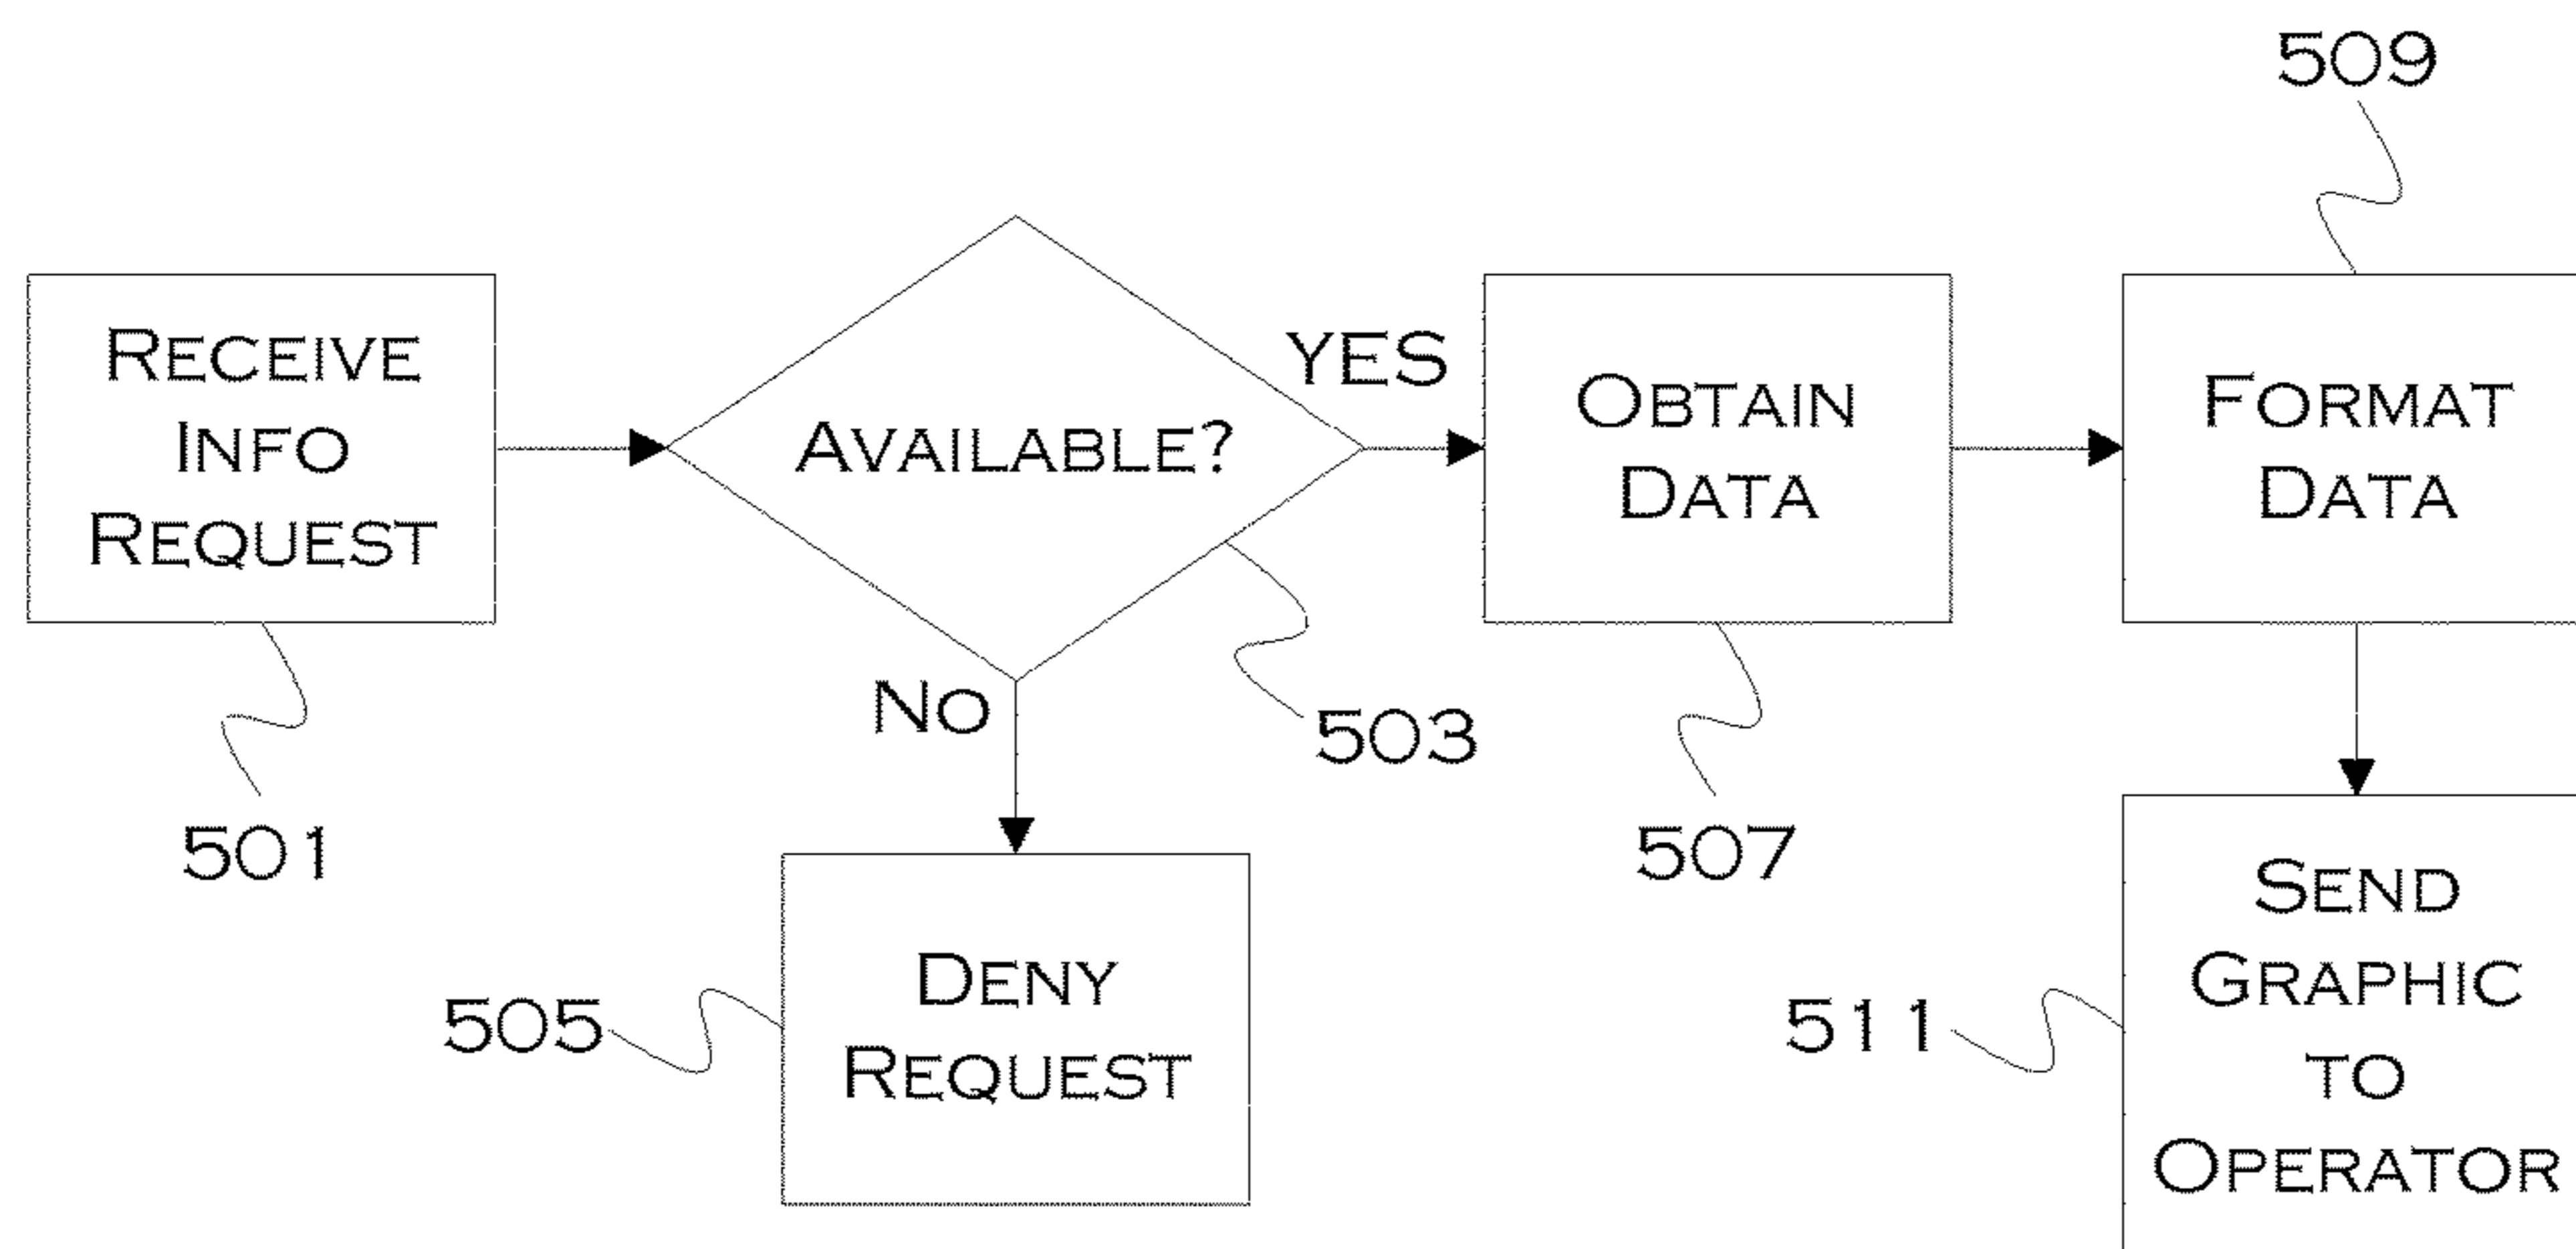 509
RECEIVE
INFO
REQUEST
AVAILABLE?
YES
OBTAIN
DATA
FORMAT
DATA
NO
503
501
507
DENY
REQUEST
505
SEND
GRAPHIC
TO
OPERATOR
511